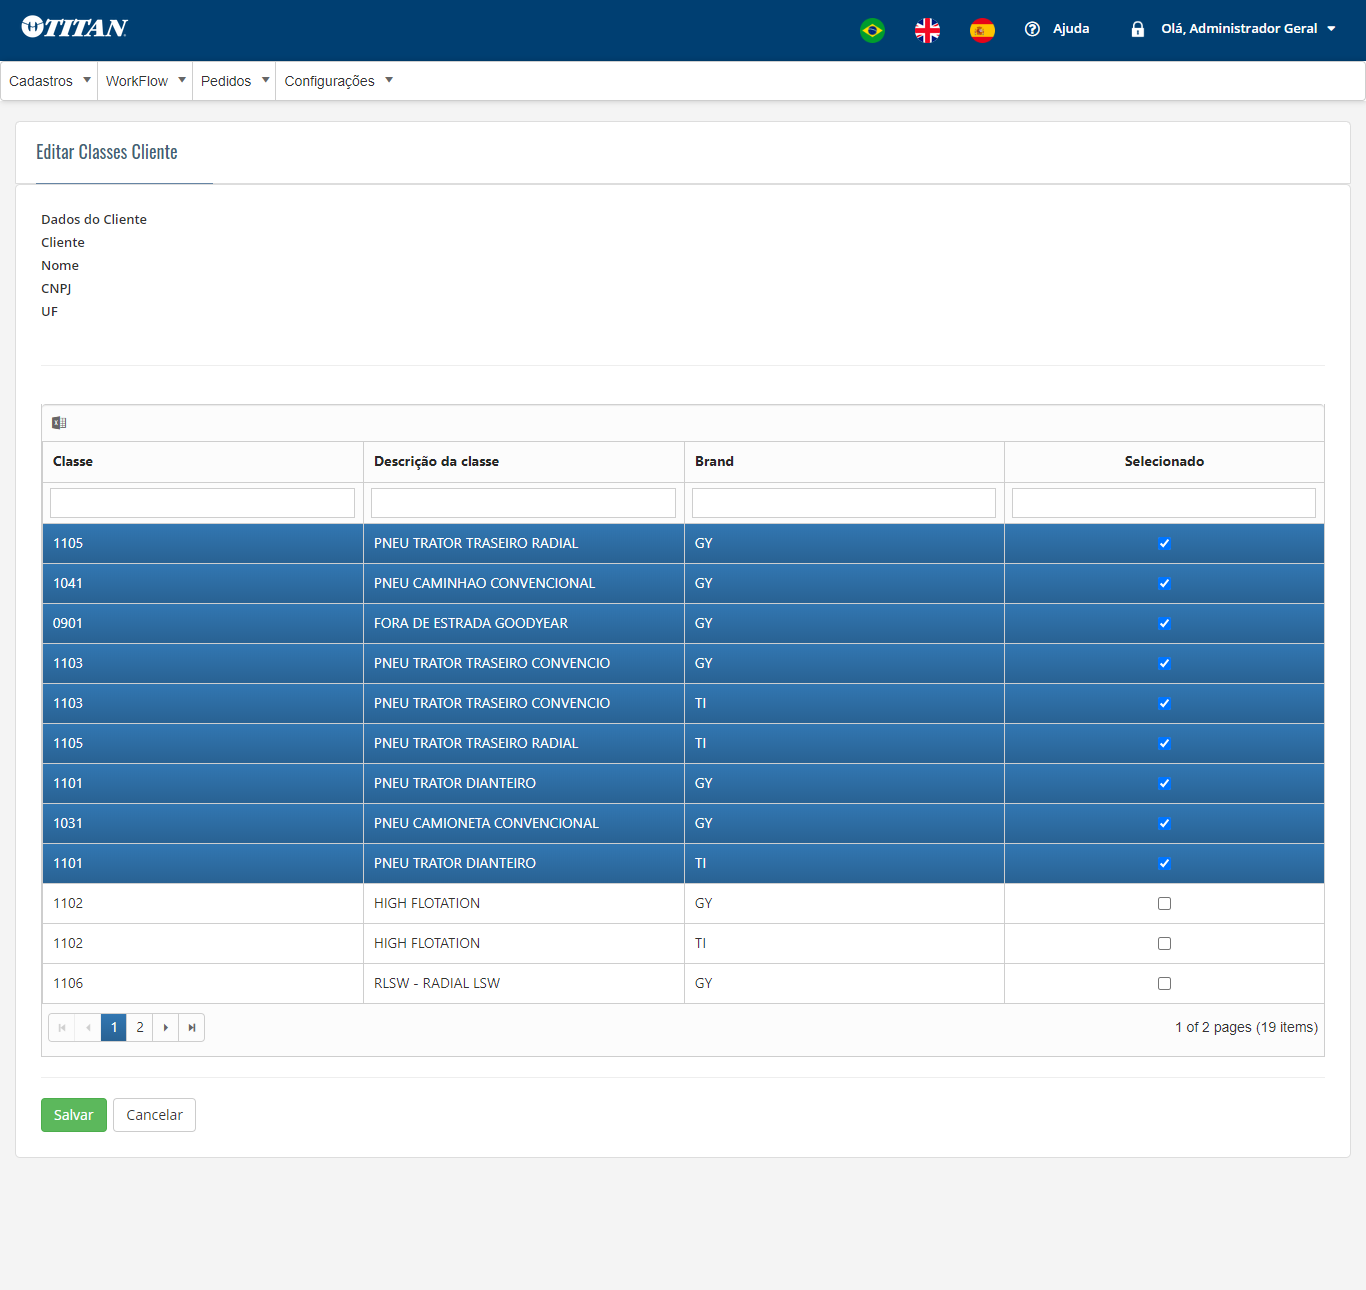 TITAN
Ajuda
Olá, Administrador Geral
Cadastros
WorkFlow
Pedidos
Configurações
Editar Classes Cliente
Dados do Cliente
Cliente
Nome
CNPJ
UF
Classe Descrição da classe Brand Selecionado
1105 PNEU TRATOR TRASEIRO RADIAL GY
1041 PNEU CAMINHAO CONVENCIONAL GY
0901 FORA DE ESTRADA GOODYEAR GY
1103 PNEU TRATOR TRASEIRO CONVENCIO GY
1103 PNEU TRATOR TRASEIRO CONVENCIO TI
1105 PNEU TRATOR TRASEIRO RADIAL TI
1101 PNEU TRATOR DIANTEIRO GY
1031 PNEU CAMIONETA CONVENCIONAL GY
1101 PNEU TRATOR DIANTEIRO TI
1102 HIGH FLOTATION GY
1102 HIGH FLOTATION TI
1106 RLSW - RADIAL LSW GY
1 2 1 of 2 pages (19 items)
Salvar Cancelar